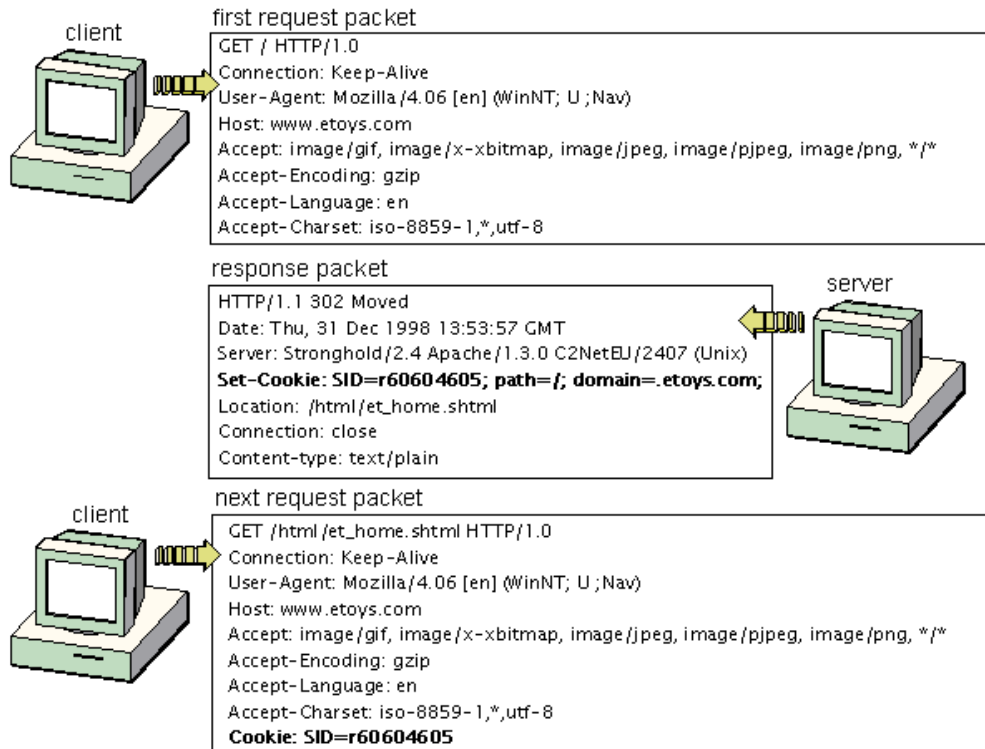 first request packet
client
GET / HTTP/1.0
Connection: Keep-Alive
User-Agent: Mozilla/4.06 [en] (WinNT; U ;Nav)
Host: www.etoys.com
Accept: image/gif, image/x-xbitmap, image/jpeg, image/pjpeg, image/png, */*
Accept-Encoding: gzip
Accept-Language: en
Accept-Charset: iso-8859-1,*,utf-8
response packet
server
HTTP/1.1 302 Moved
Date: Thu, 31 Dec 1998 13:53:57 GMT
Server: Stronghold/2.4 Apache/1.3.0 C2NetEU/2407 (Unix)
Set-Cookie: SID=r60604605; path=/; domain=.etoys.com;
Location: /html/et_home.shtml
Connection: close
Content-type: text/plain
next request packet
client
GET /html/et_home.shtml HTTP/1.0
Connection: Keep-Alive
User-Agent: Mozilla/4.06 [en] (WinNT; U ;Nav)
Host: www.etoys.com
Accept: image/gif, image/x-xbitmap, image/jpeg, image/pjpeg, image/png, */*
Accept-Encoding: gzip
Accept-Language: en
Accept-Charset: iso-8859-1,*,utf-8
Cookie: SID=r60604605